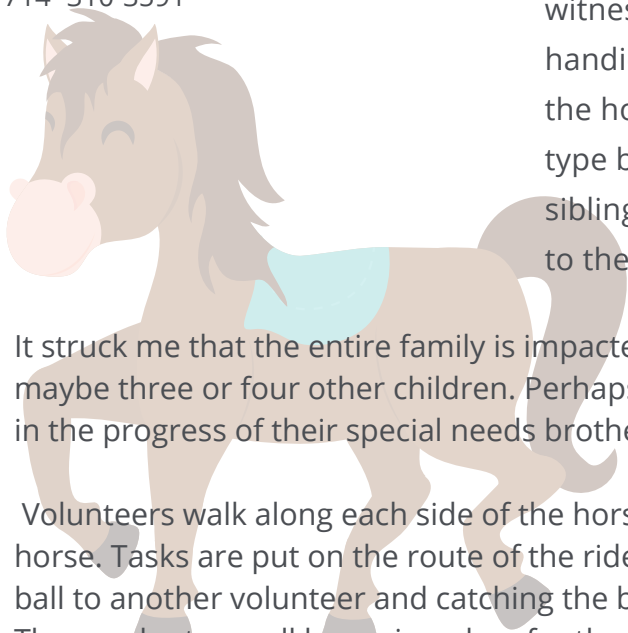 witnes
handi
the ho
type b
sibling
to the
It struck me that the entire family is impacte
maybe three or four other children. Perhaps
in the progress of their special needs brothe
Volunteers walk along each side of the hors
horse. Tasks are put on the route of the ride
ball to another volunteer and catching the b